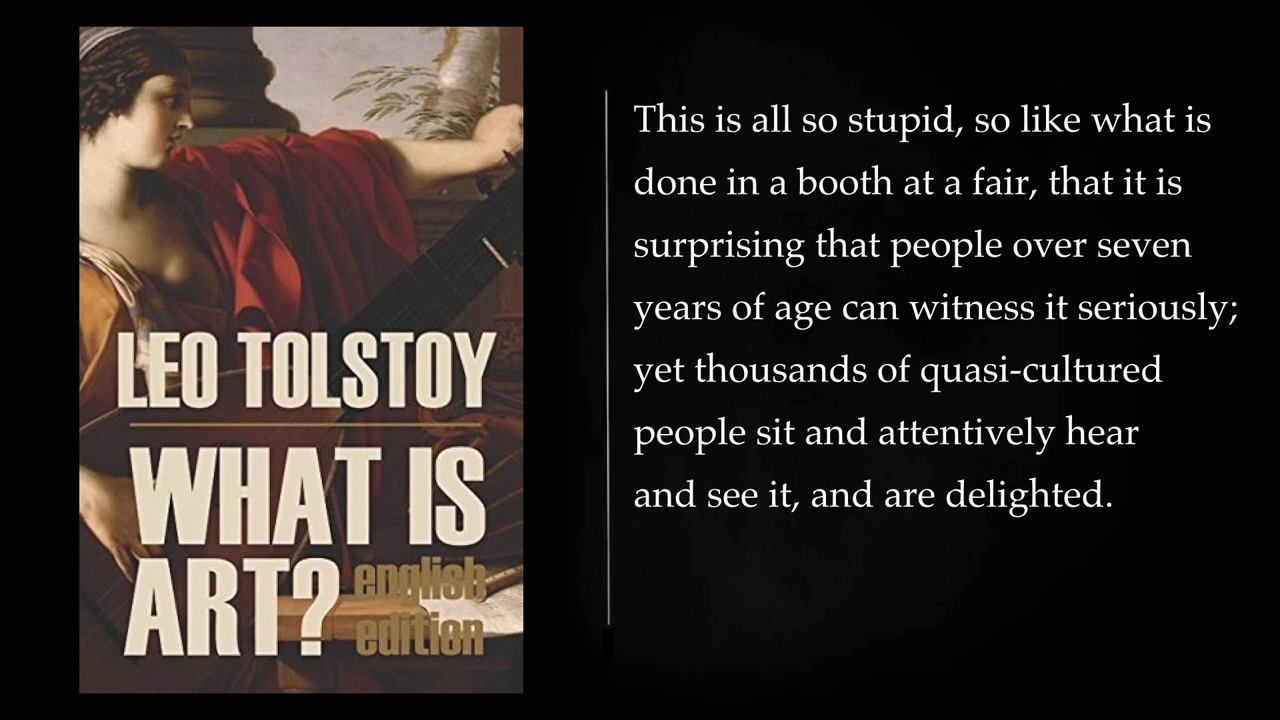 LEO TOLSTOY
WHAT IS
ART?
english
edition
This is all so stupid, so like what is
done in a booth at a fair, that it is
surprising that people over seven
years of age can witness it seriously;
yet thousands of quasi-cultured
people sit and attentively hear
and see it, and are delighted.